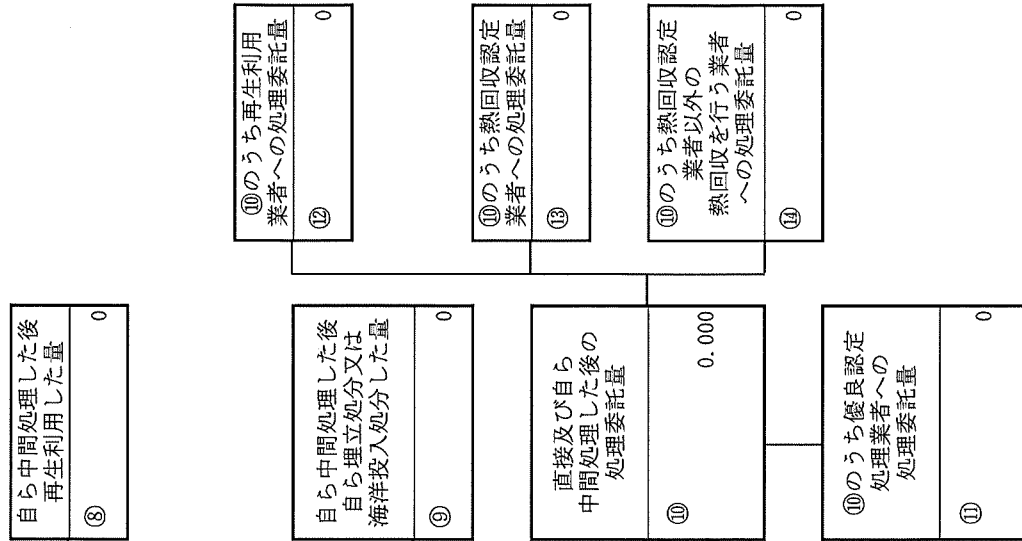 自ら中間処理した後
再生利用した量
⑧ 0
自ら中間処理した後
自ら埋立処分又は
海洋投入処分した量
⑨ 0
直接及び自ら
中間処理した後の
処理委託量
⑩ 0.000
⑩のうち優良認定
処理業者への
処理委託量
⑪ 0
⑩のうち再生利用
業者への処理委託量
⑫ 0
⑩のうち熱回収認定
業者への処理委託量
⑬ 0
⑩のうち熱回収認定
業者以外の
熱回収を行う業者
への処理委託量
⑭ 0